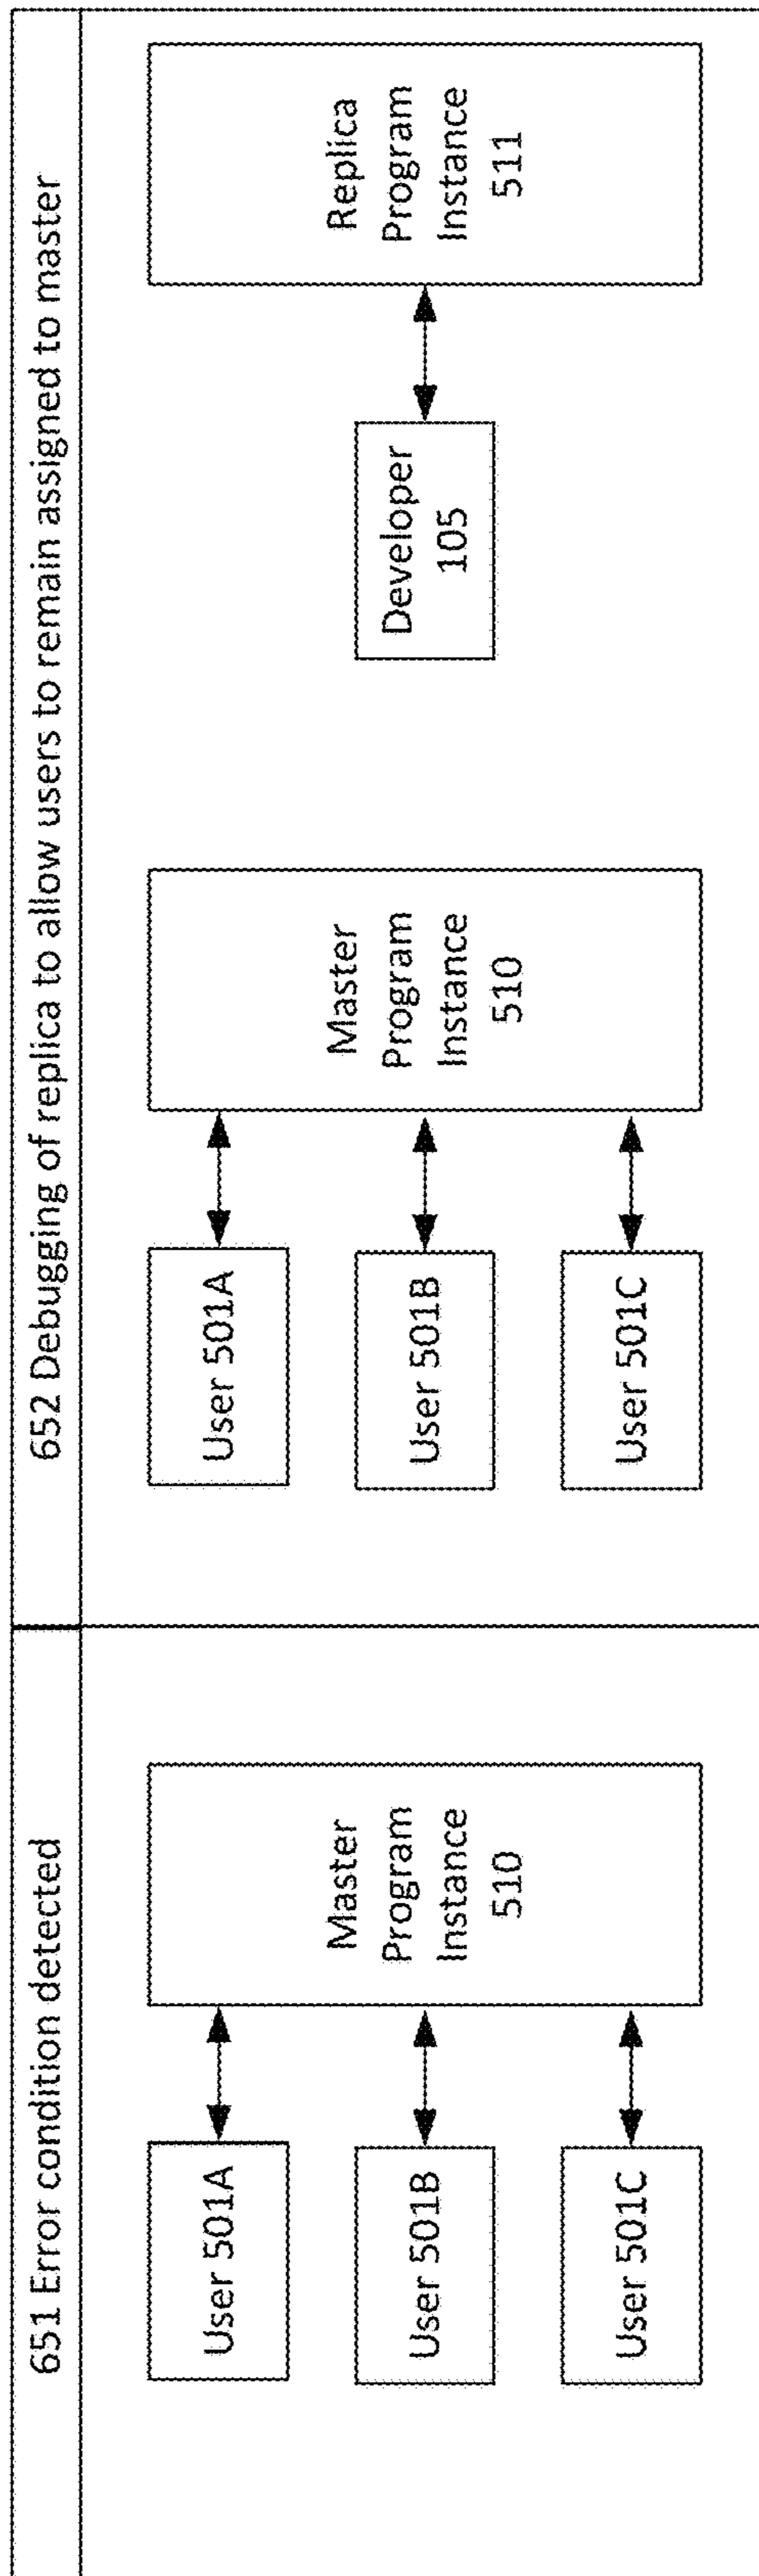 651 Error condition detected
User 501A
User 501B
User 501C
Master
Program
Instance
510
652 Debugging of replica to allow users to remain assigned to master
User 501A
User 501B
User 501C
Master
Program
Instance
510
Developer
105
Replica
Program
Instance
511